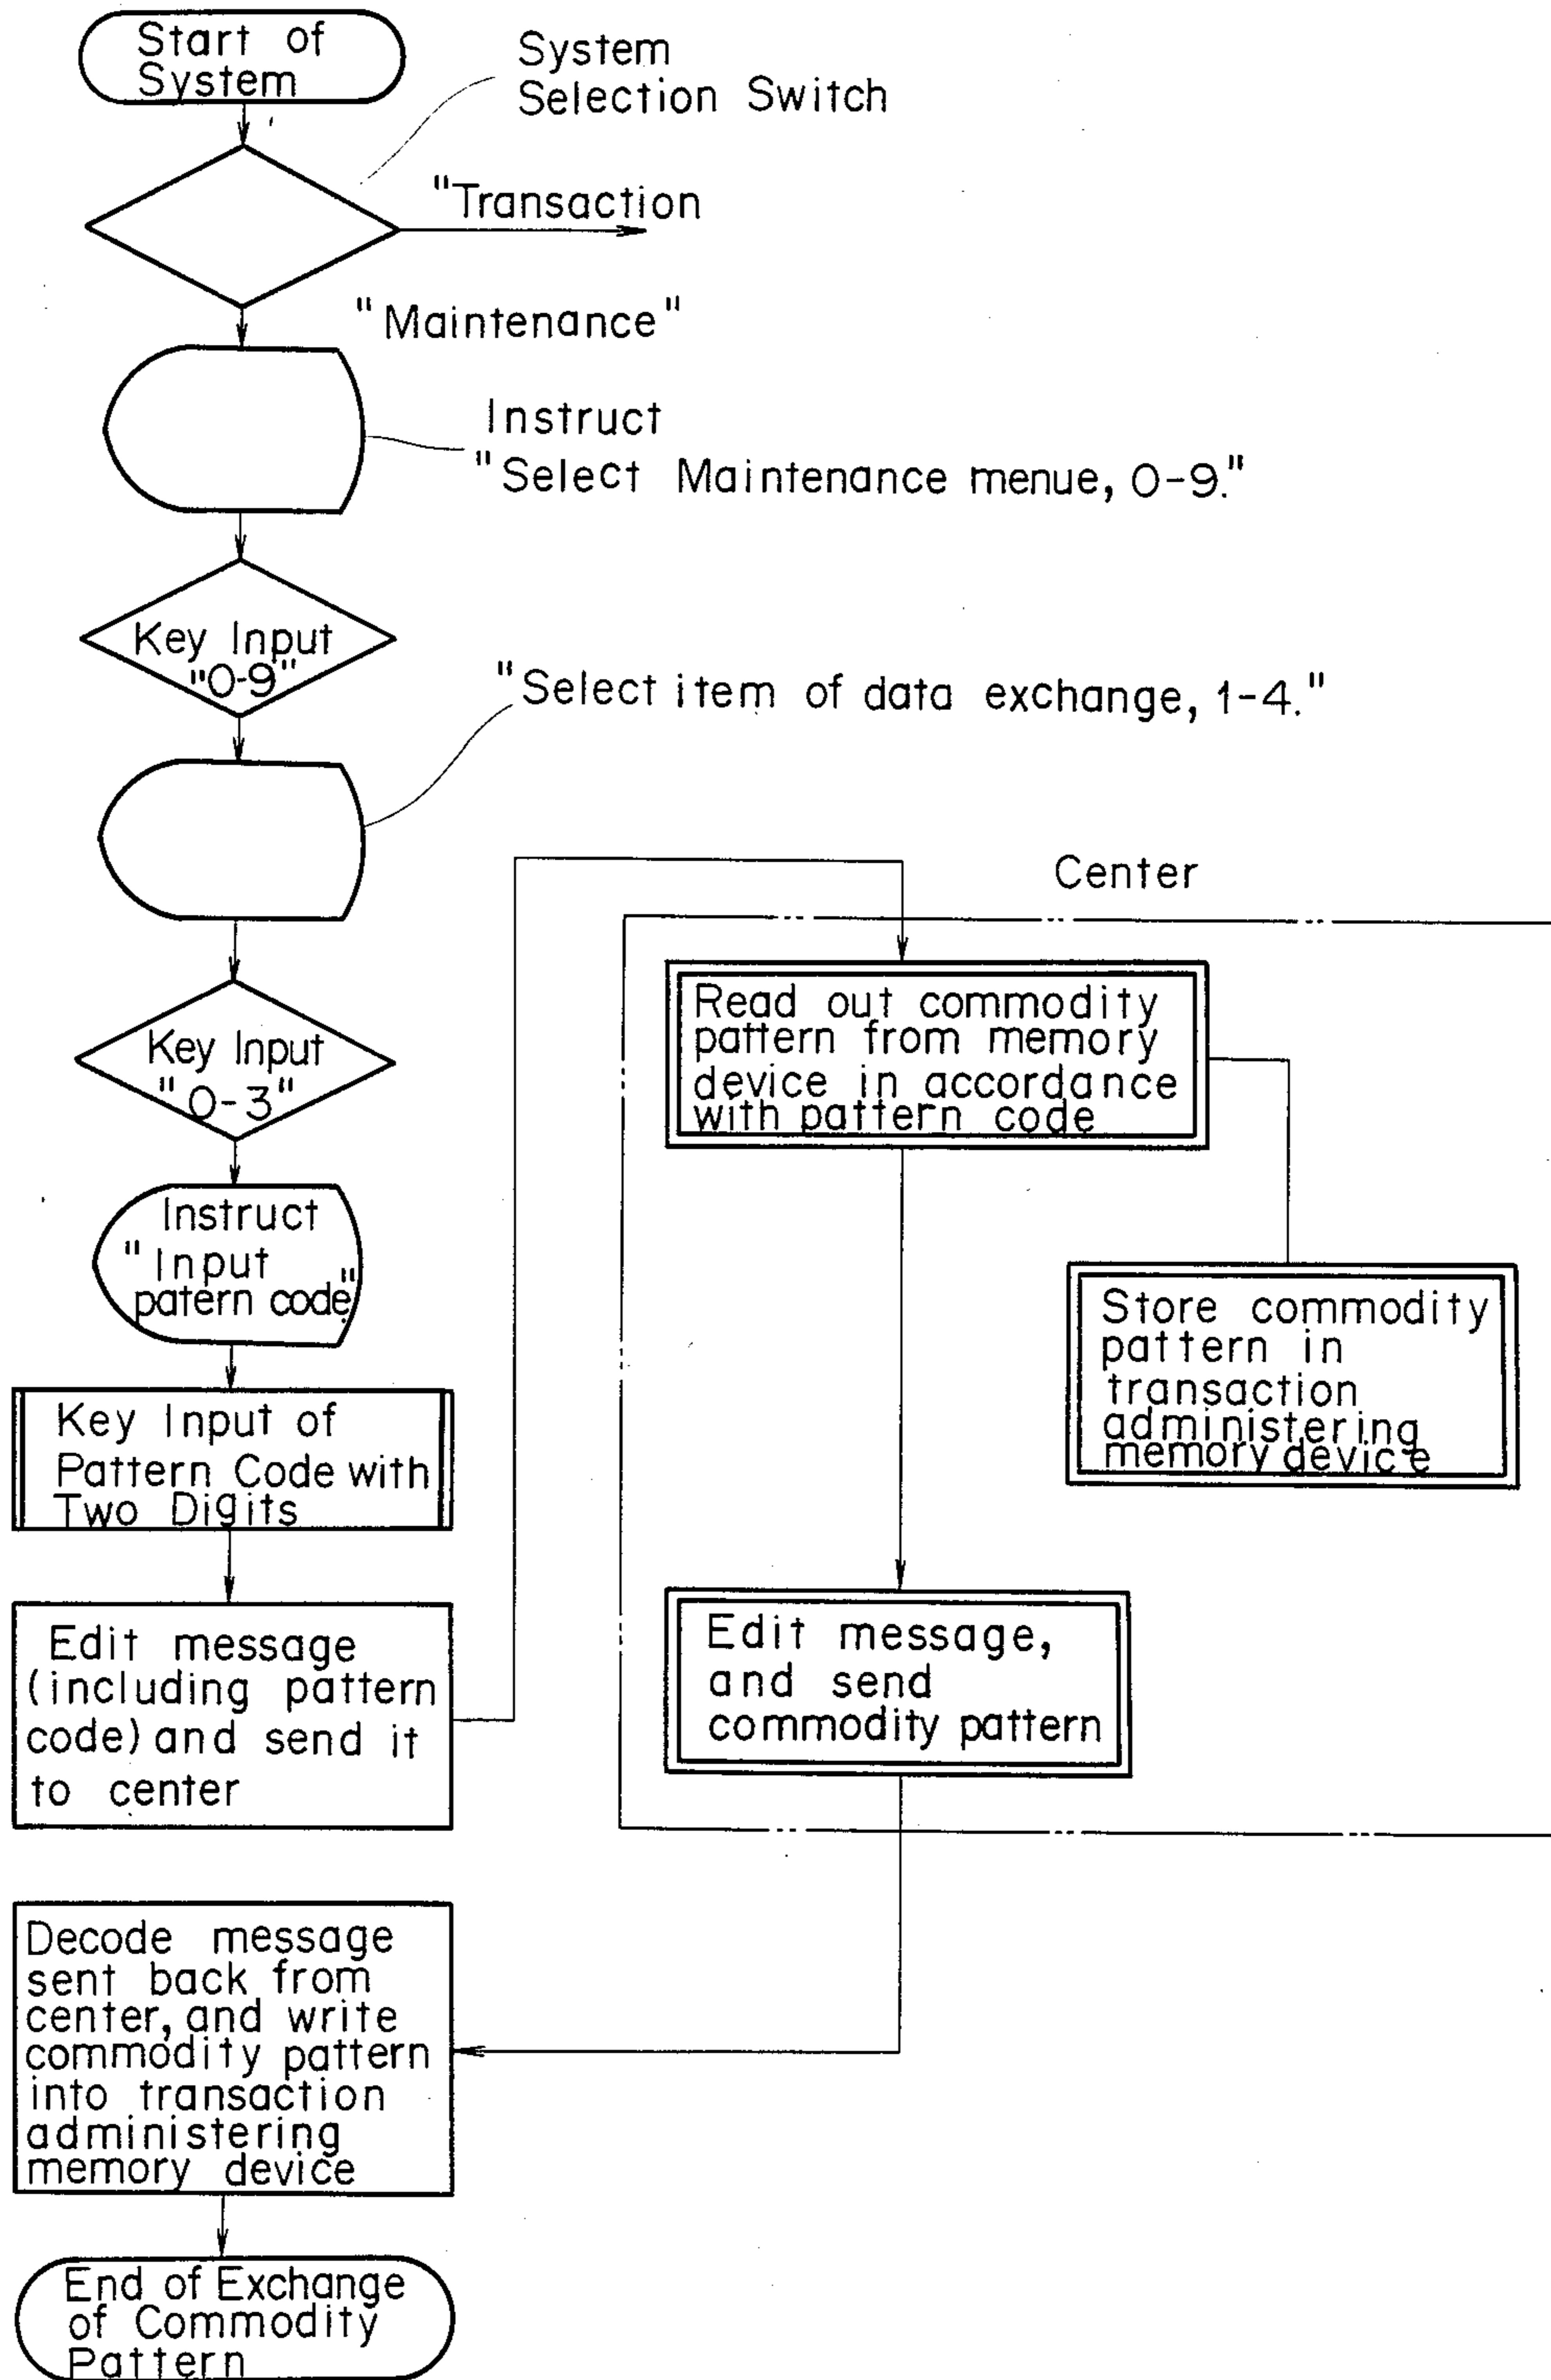 Start of
System
System
Selection Switch
"Transaction
"Maintenance"
Instruct
"Select Maintenance menue, 0-9."
Key Input
"0-9"
"Select item of data exchange, 1-4."
Key Input
"0-3"
Instruct
"Input
patern code."
Key Input of
Pattern Code with
Two Digits
Edit message
(including pattern
code) and send it
to center
Center
Read out commodity
pattern from memory
device in accordance
with pattern code
Store commodity
pattern in
transaction
administering
memory device
Edit message,
and send
commodity pattern
Decode message
sent back from
center, and write
commodity pattern
into transaction
administering
memory device
End of Exchange
of Commodity
Pattern